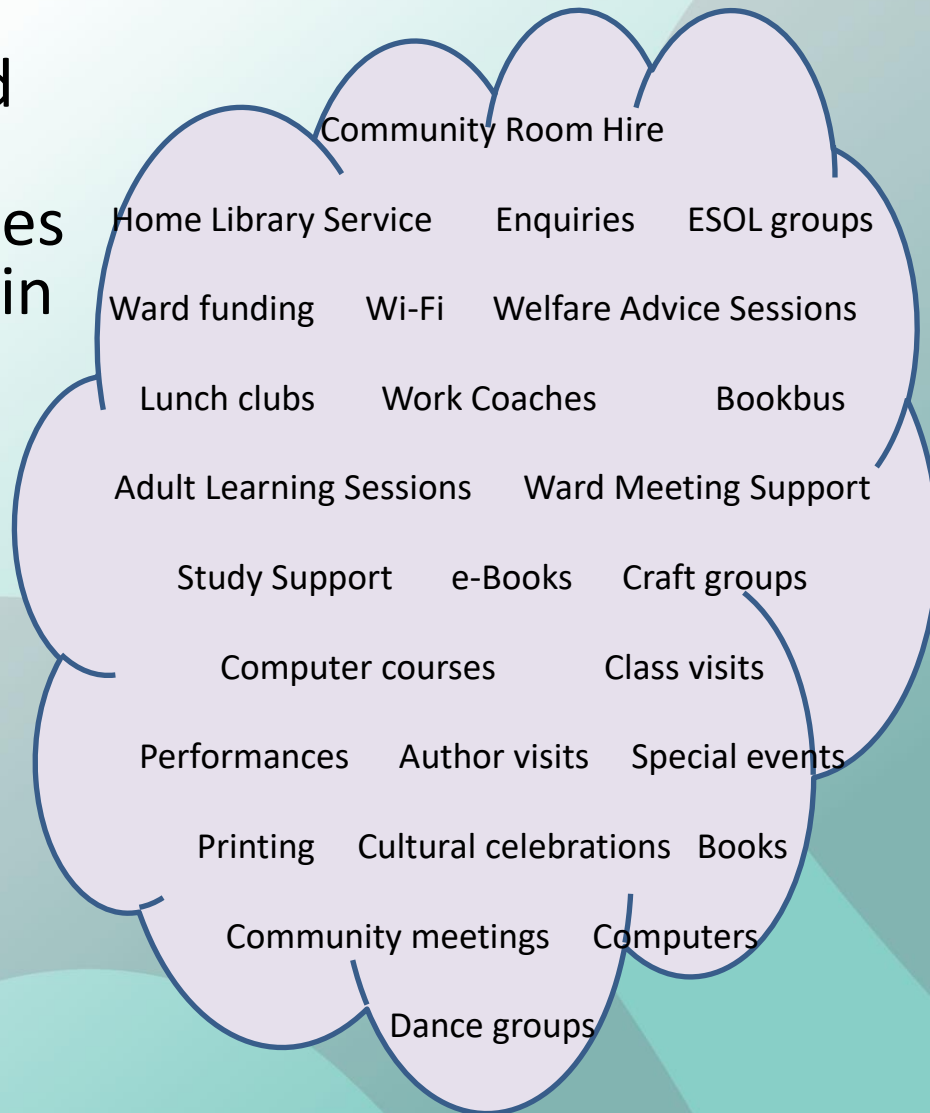 d
es
in
Community Room Hire
Home Library Service Enquiries ESOL groups
Ward funding Wi-Fi Welfare Advice Sessions
Lunch clubs Work Coaches Bookbus
Adult Learning Sessions Ward Meeting Support
Study Support e-Books Craft groups
Computer courses Class visits
Performances Author visits Special events
Printing Cultural celebrations Books
Community meetings Computers
Dance groups